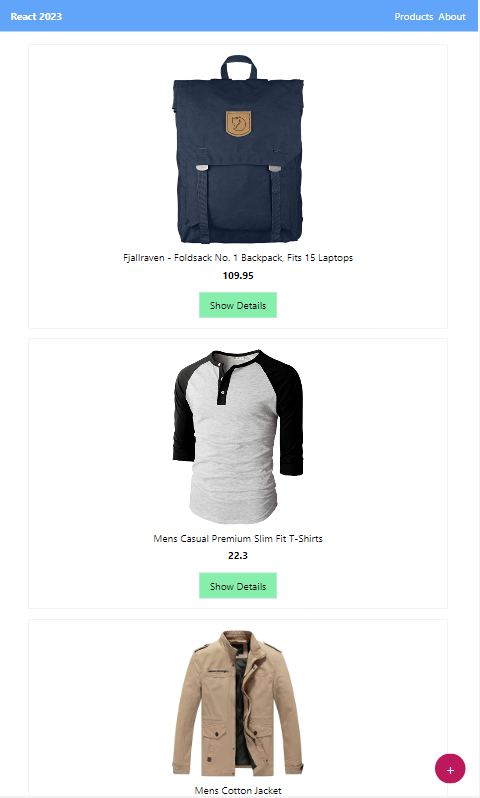 React 2023
Products About
Fjallraven - Foldsack No. 1 Backpack, Fits 15 Laptops
109.95
Show Details
Mens Casual Premium Slim Fit T-Shirts
22.3
Show Details
Mens Cotton Jacket
+